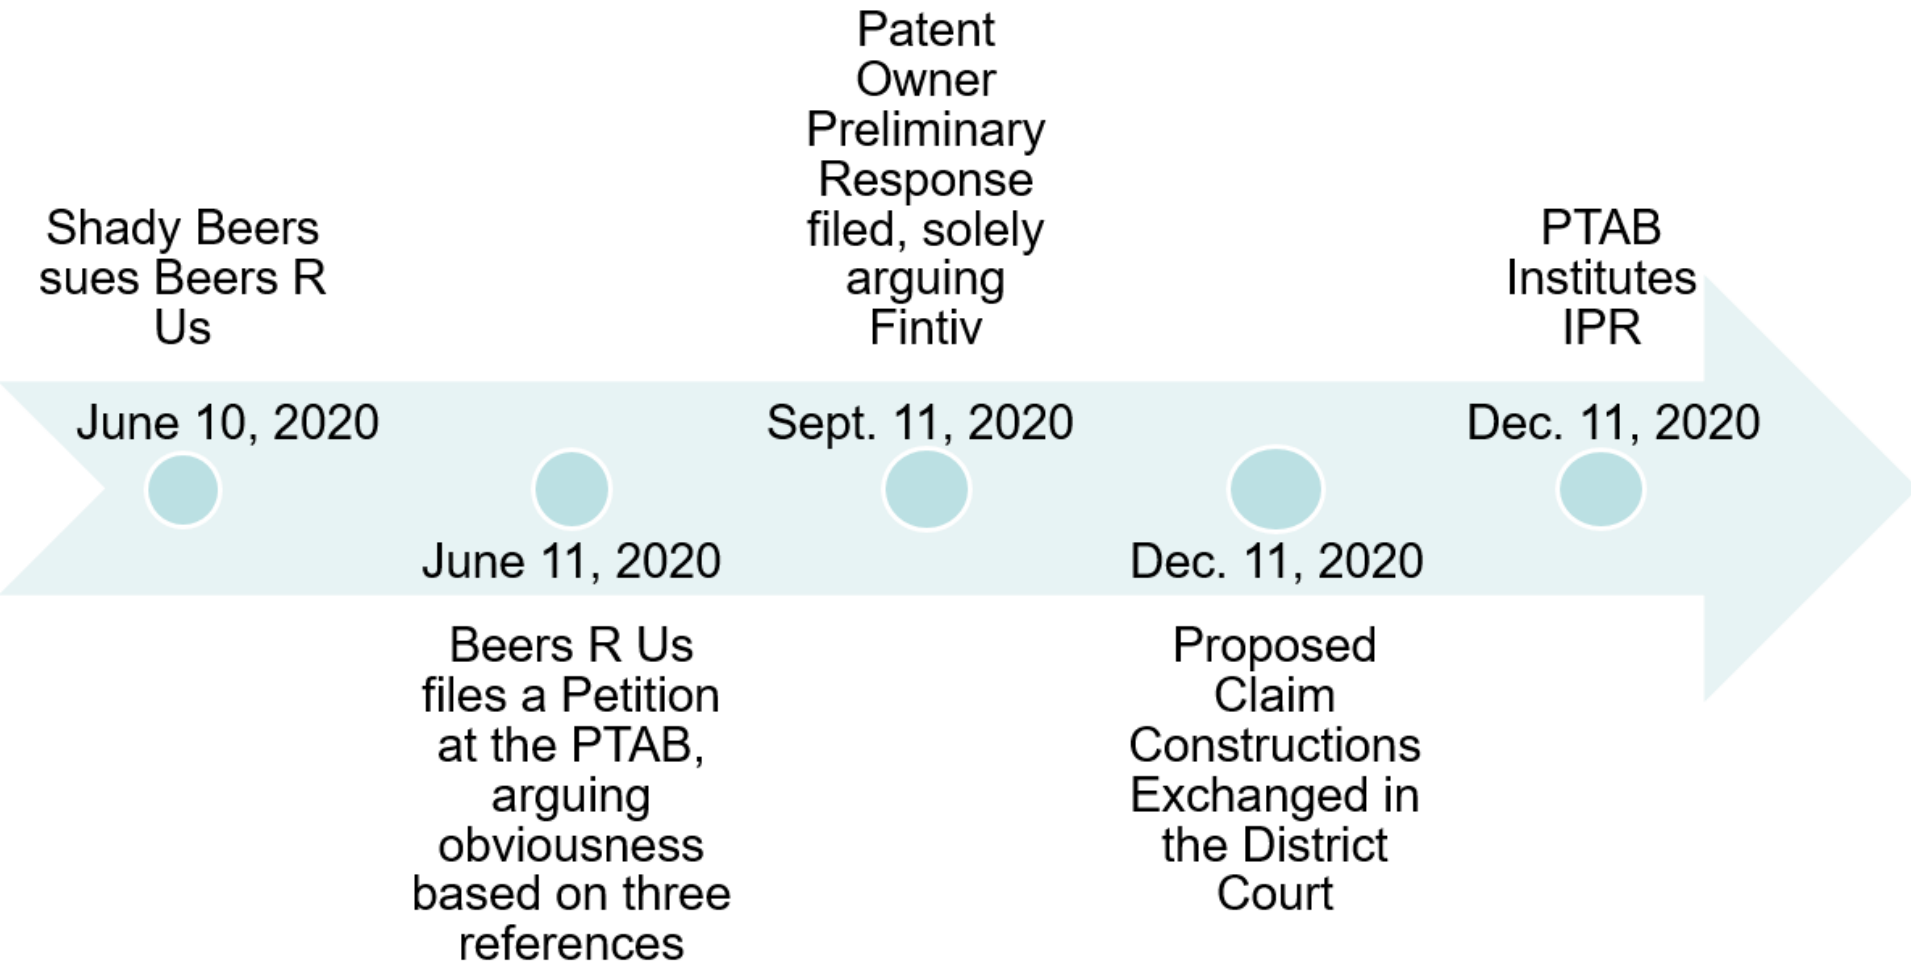 Shady Beers
sues Beers R
Us
June 10, 2020
June 11, 2020
Beers R Us
files a Petition
at the PTAB,
arguing
obviousness
based on three
references
Patent
Owner
Preliminary
Response
filed, solely
arguing
Fintiv
Sept. 11, 2020
Dec. 11, 2020
Proposed
Claim
Constructions
Exchanged in
the District
Court
PTAB
Institutes
IPR
Dec. 11, 2020